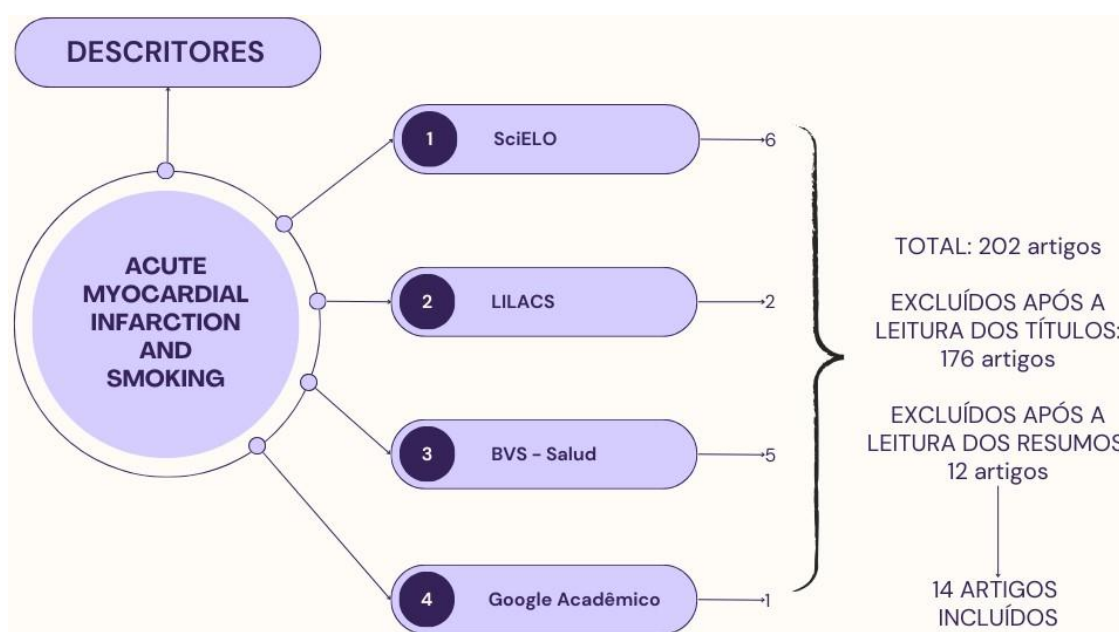 DESCRITORES
ACUTE
MYOCARDIAL
INFARCTION
AND
SMOKING
1 SciELO 6
2 LILACS 2
3 BVS - Salud 5
4 Google Acadêmico 1
TOTAL: 202 artigos
EXCLUÍDOS APÓS A
LEITURA DOS TÍTULOS:
176 artigos
EXCLUÍDOS APÓS A
LEITURA DOS RESUMOS
12 artigos
14 ARTIGOS
INCLUÍDOS